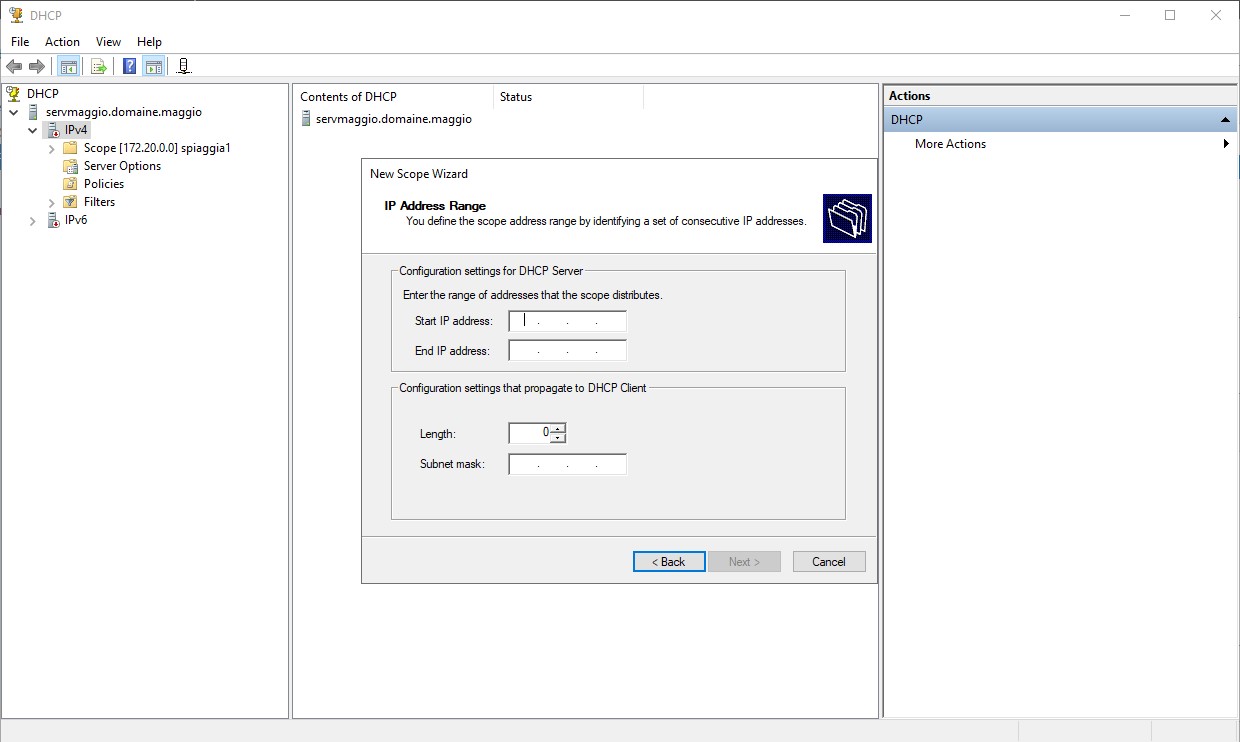 DHCP
File Action View Help
DHCP
servmaggio.domaine.maggio
IPv4
Scope [172.20.0.0] spiaggia1
Server Options
Policies
Filters
IPv6
Contents of DHCP Status
servmaggio.domaine.maggio
New Scope Wizard
IP Address Range
You define the scope address range by identifying a set of consecutive IP addresses.
Configuration settings for DHCP Server
Enter the range of addresses that the scope distributes.
Start IP address: . . .
End IP address: . . .
Configuration settings that propagate to DHCP Client
Length: 0
Subnet mask: . . .
< Back Next > Cancel
Actions
DHCP
More Actions